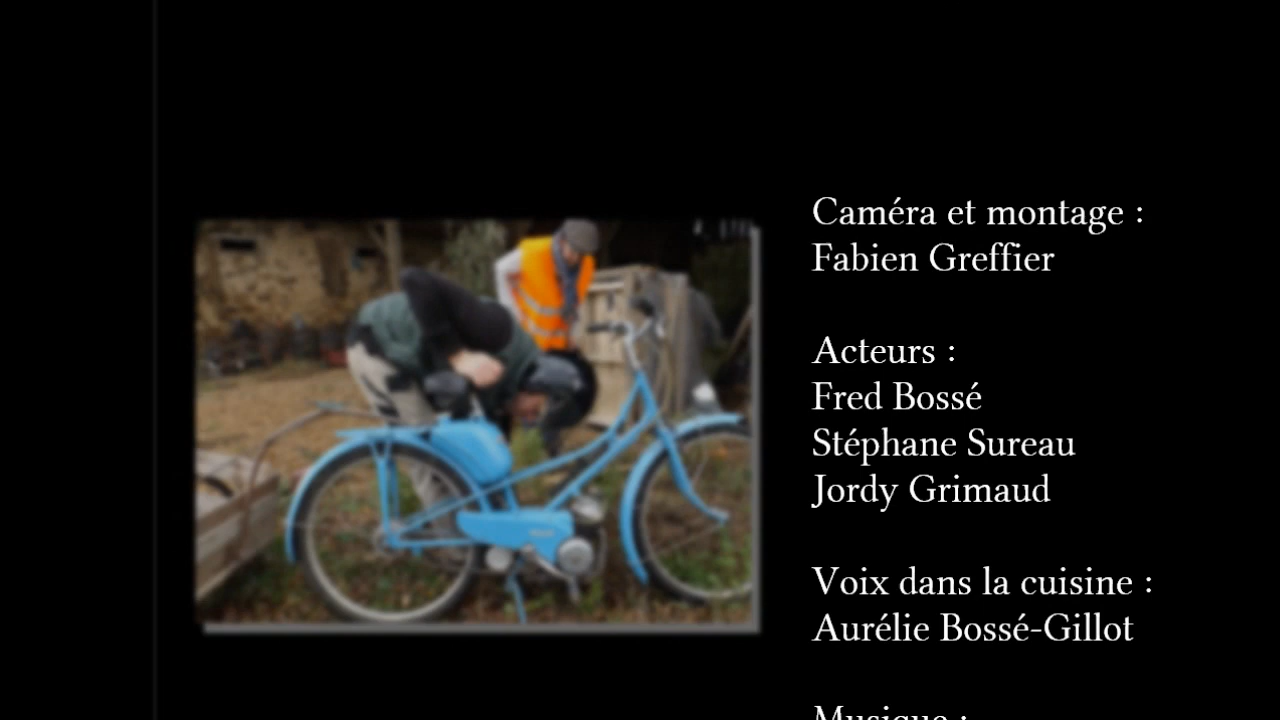 Caméra et montage :
Fabien Greffier
Acteurs :
Fred Bossé
Stéphane Sureau
Jordy Grimaud
Voix dans la cuisine :
Aurélie Bossé-Gillot
Musique :